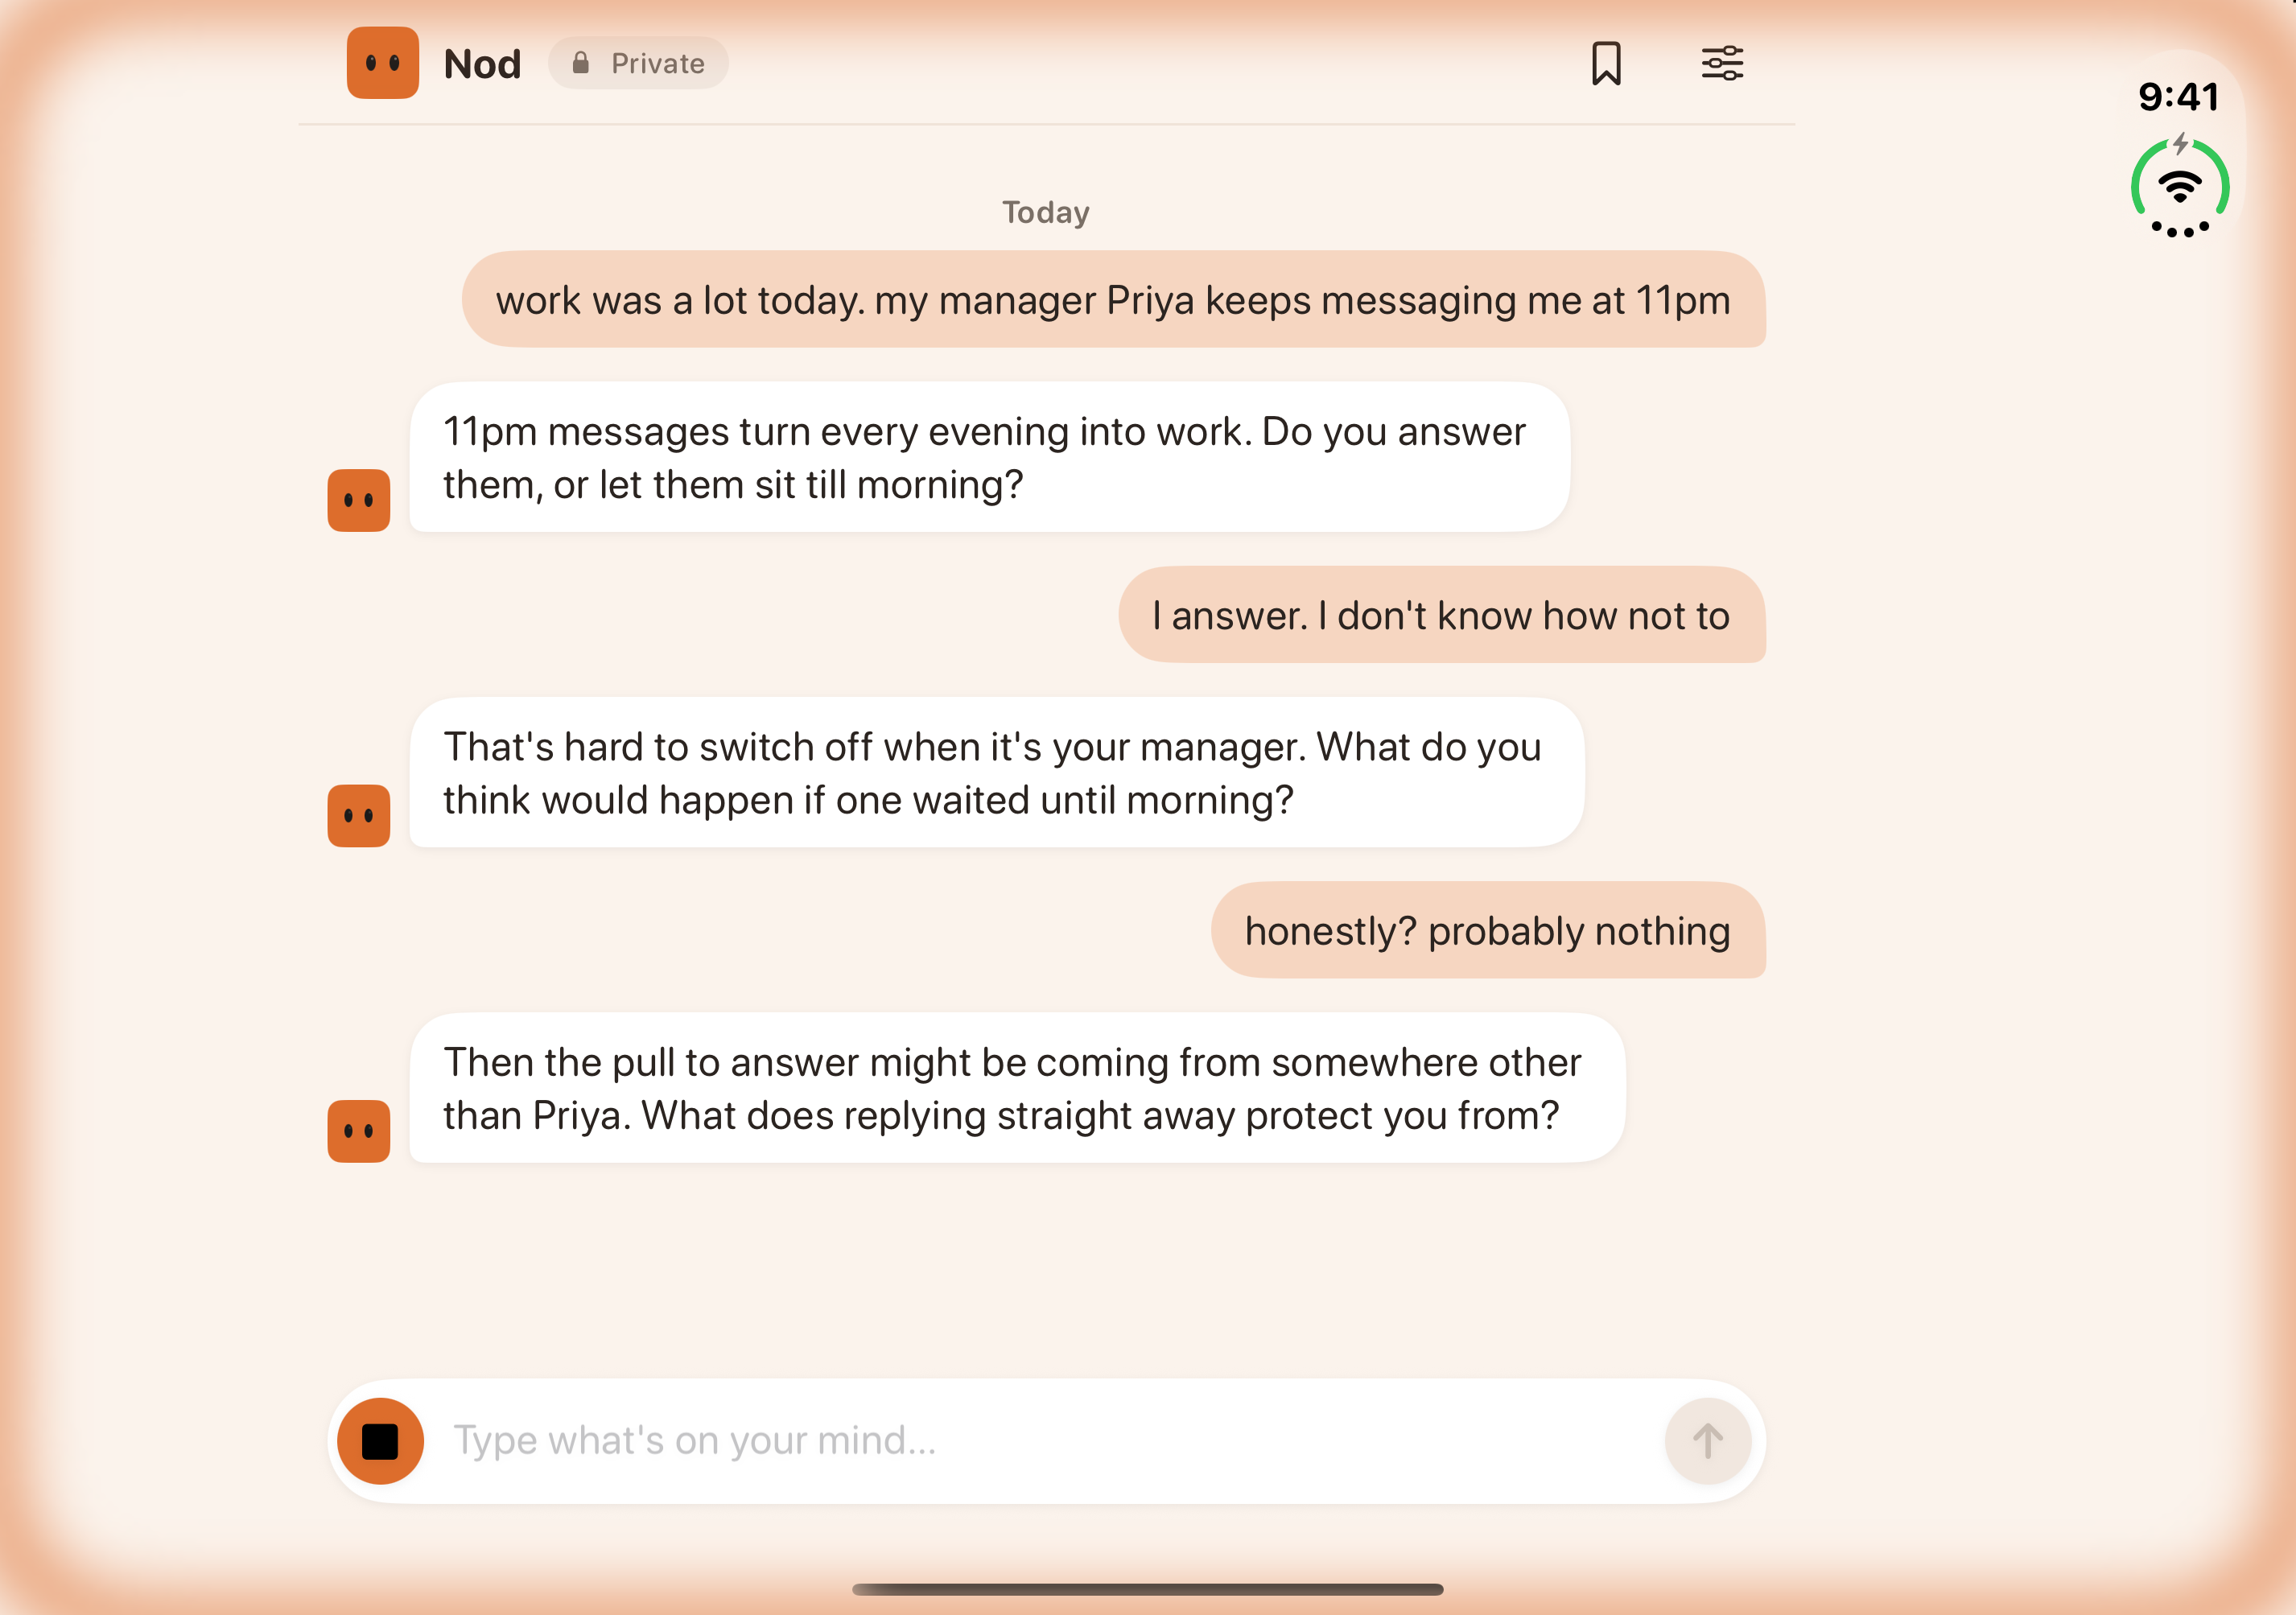 Nod
Private
9:41
Today
work was a lot today. my manager Priya keeps messaging me at 11pm
11pm messages turn every evening into work. Do you answer
them, or let them sit till morning?
I answer. I don't know how not to
That's hard to switch off when it's your manager. What do you
think would happen if one waited until morning?
honestly? probably nothing
Then the pull to answer might be coming from somewhere other
than Priya. What does replying straight away protect you from?
Type what's on your mind...